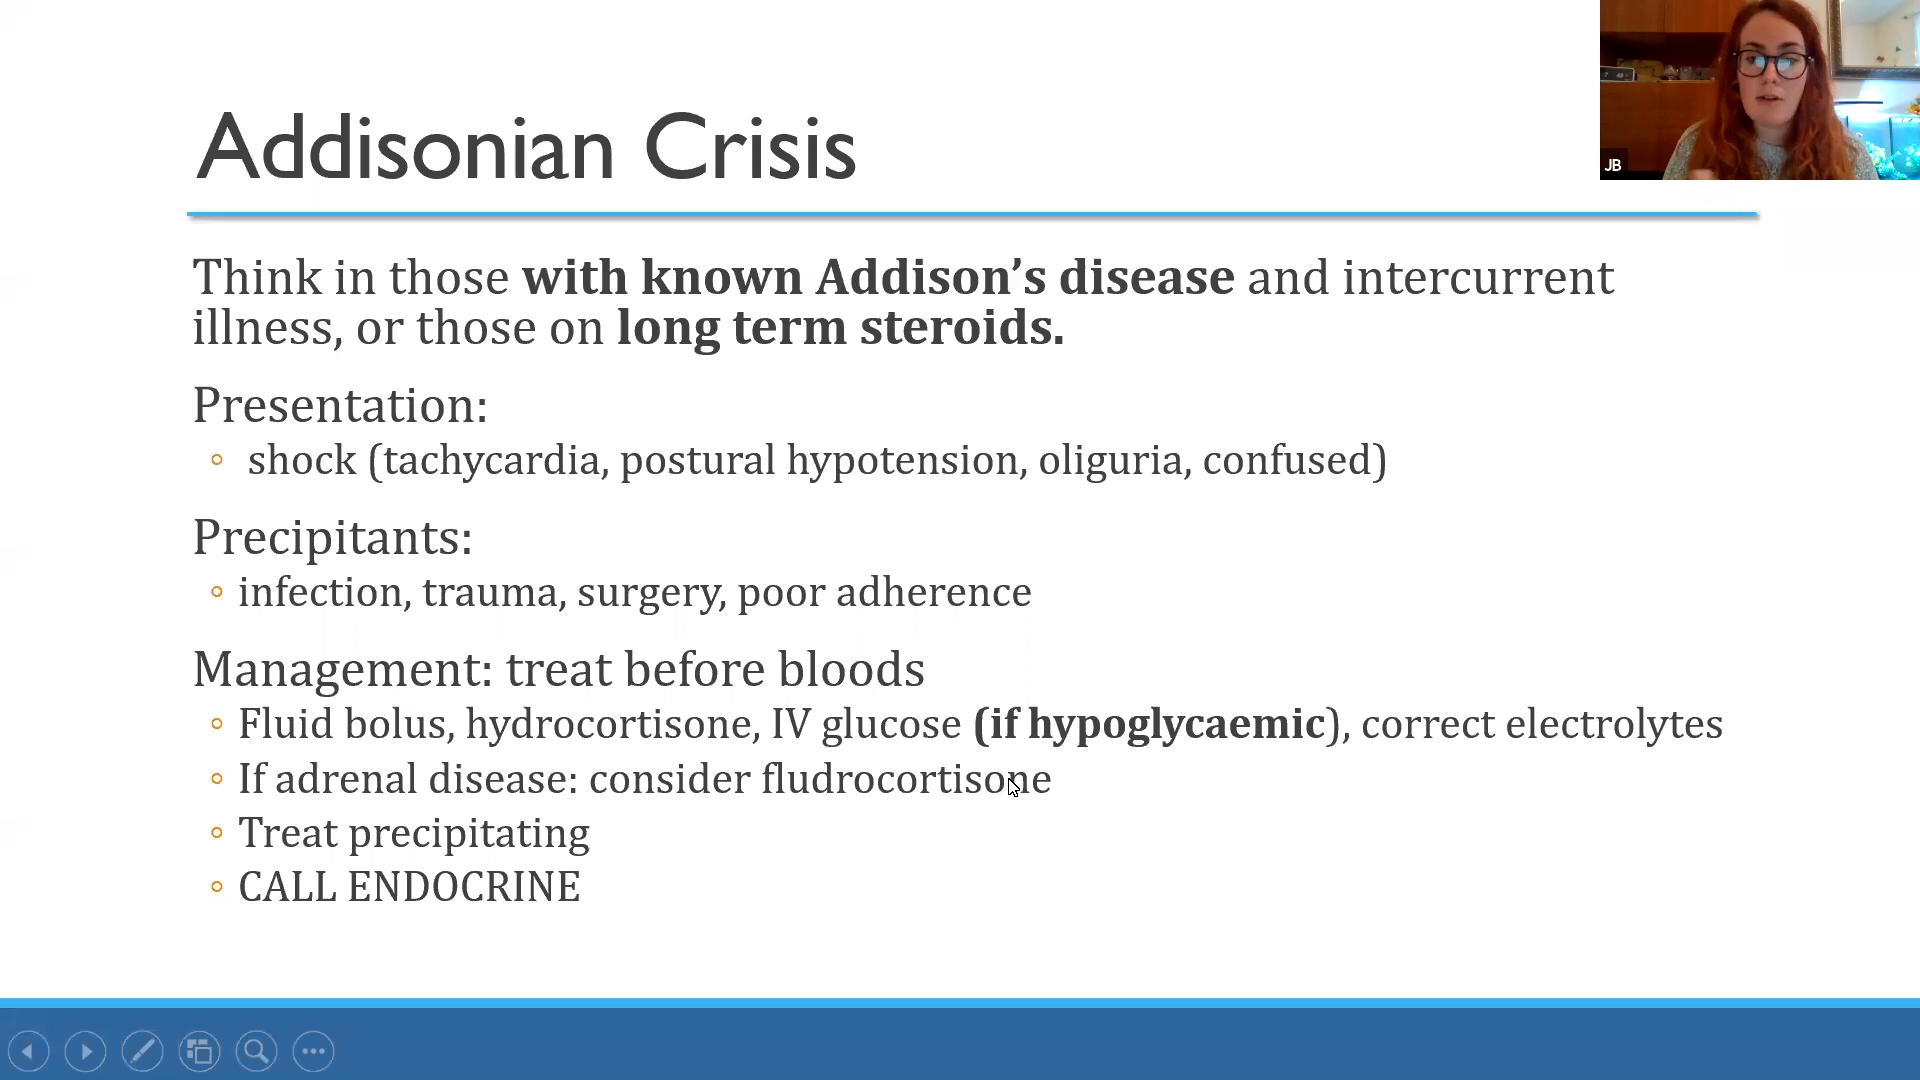 Addisonian Crisis
JB
Think in those with known Addison’s disease and intercurrent
illness, or those on long term steroids.
Presentation:
shock (tachycardia, postural hypotension, oliguria, confused)
Precipitants:
infection, trauma, surgery, poor adherence
Management: treat before bloods
Fluid bolus, hydrocortisone, IV glucose (if hypoglycaemic), correct electrolytes
If adrenal disease: consider fludrocortisone
Treat precipitating
CALL ENDOCRINE